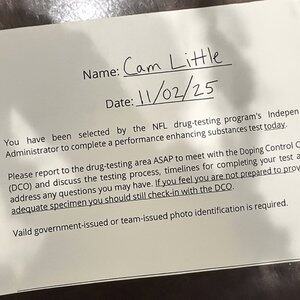 Name: Cam Little
Date: 11/02/25
You have been selected by the NFL drug-testing program's
Administrator to complete a performance enhancing substances test today.
Please report to the drug-testing area ASAP to meet with the Doping Control
(DCO) and discuss the testing process, timelines for completing your test
address any questions you may have. If you feel you are not prepared to
adequate specimen you should still check-in with the DCO.
Vaild government-issued or team-issued photo identification is required.